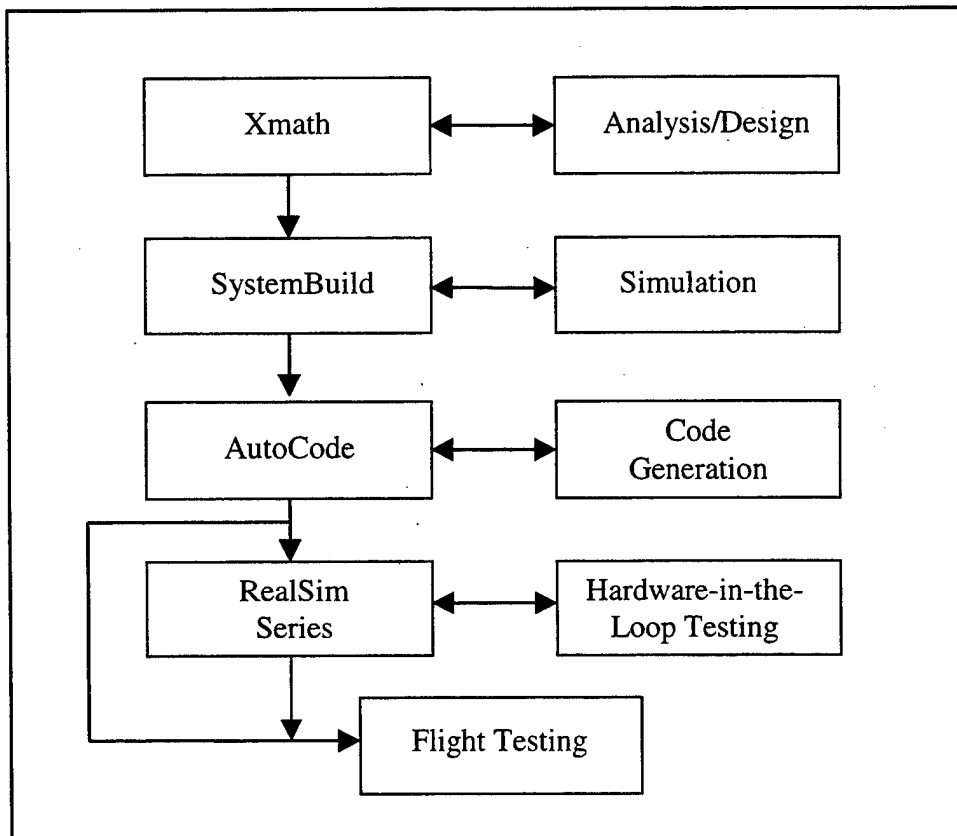 Xmath
Analysis/Design
SystemBuild
Simulation
AutoCode
Code
Generation
RealSim
Series
Hardware-in-the-
Loop Testing
Flight Testing